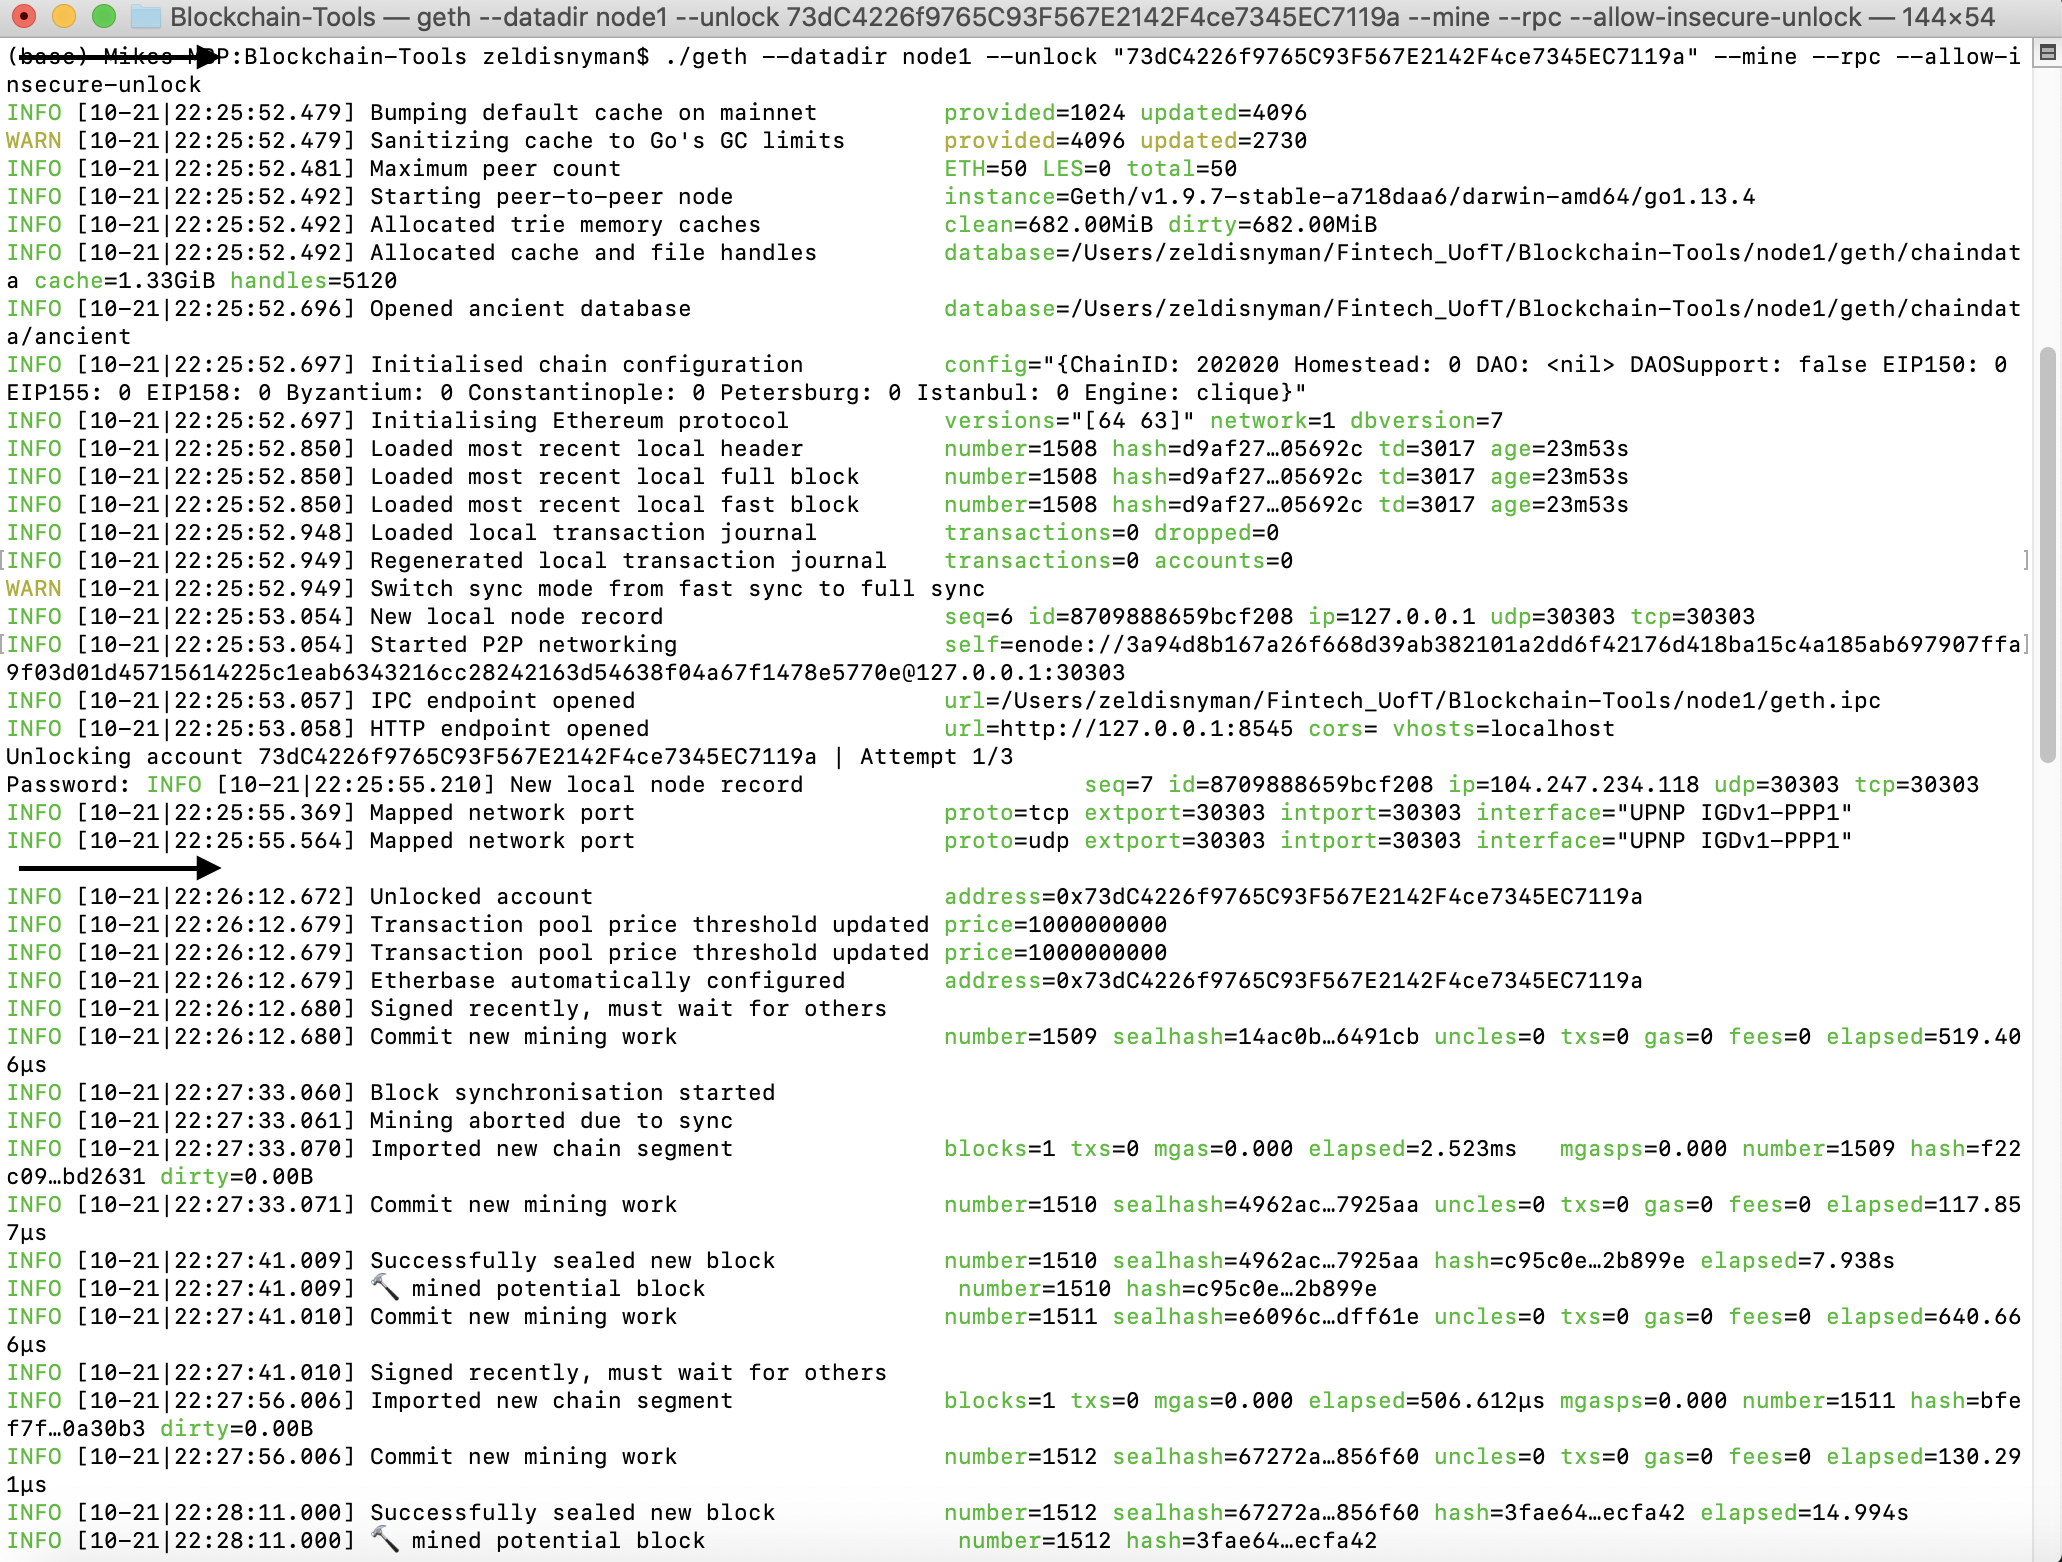 Blockchain-Tools — geth --datadir node1 --unlock 73dC4226f9765C93F567E2142F4ce7345EC7119a --mine --rpc --allow-insecure-unlock — 144×54
(base) Mikes MBP:Blockchain-Tools zeldisnyman$ ./geth --datadir node1 --unlock "73dC4226f9765C93F567E2142F4ce7345EC7119a" --mine --rpc --allow-i
nsecure-unlock
INFO [10-21|22:25:52.479] Bumping default cache on mainnet provided=1024 updated=4096
WARN [10-21|22:25:52.479] Sanitizing cache to Go's GC limits provided=4096 updated=2730
INFO [10-21|22:25:52.481] Maximum peer count ETH=50 LES=0 total=50
INFO [10-21|22:25:52.492] Starting peer-to-peer node instance=Geth/v1.9.7-stable-a718daa6/darwin-amd64/go1.13.4
INFO [10-21|22:25:52.492] Allocated trie memory caches clean=682.00MiB dirty=682.00MiB
INFO [10-21|22:25:52.492] Allocated cache and file handles database=/Users/zeldisnyman/Fintech_UofT/Blockchain-Tools/node1/geth/chaindat
a cache=1.33GiB handles=5120
INFO [10-21|22:25:52.696] Opened ancient database database=/Users/zeldisnyman/Fintech_UofT/Blockchain-Tools/node1/geth/chaindat
a/ancient
INFO [10-21|22:25:52.697] Initialised chain configuration config="{ChainID: 202020 Homestead: 0 DAO: <nil> DAOSupport: false EIP150: 0
EIP155: 0 EIP158: 0 Byzantium: 0 Constantinople: 0 Petersburg: 0 Istanbul: 0 Engine: clique}"
INFO [10-21|22:25:52.697] Initialising Ethereum protocol versions="[64 63]" network=1 dbversion=7
INFO [10-21|22:25:52.850] Loaded most recent local header number=1508 hash=d9af27…05692c td=3017 age=23m53s
INFO [10-21|22:25:52.850] Loaded most recent local full block number=1508 hash=d9af27…05692c td=3017 age=23m53s
INFO [10-21|22:25:52.850] Loaded most recent local fast block number=1508 hash=d9af27…05692c td=3017 age=23m53s
INFO [10-21|22:25:52.948] Loaded local transaction journal transactions=0 dropped=0
[INFO [10-21|22:25:52.949] Regenerated local transaction journal transactions=0 accounts=0 ]
WARN [10-21|22:25:52.949] Switch sync mode from fast sync to full sync
INFO [10-21|22:25:53.054] New local node record seq=6 id=8709888659bcf208 ip=127.0.0.1 udp=30303 tcp=30303
[INFO [10-21|22:25:53.054] Started P2P networking self=enode://3a94d8b167a26f668d39ab382101a2dd6f42176d418ba15c4a185ab697907ffa]
9f03d01d45715614225c1eab6343216cc28242163d54638f04a67f1478e5770e@127.0.0.1:30303
INFO [10-21|22:25:53.057] IPC endpoint opened url=/Users/zeldisnyman/Fintech_UofT/Blockchain-Tools/node1/geth.ipc
INFO [10-21|22:25:53.058] HTTP endpoint opened url=http://127.0.0.1:8545 cors= vhosts=localhost
Unlocking account 73dC4226f9765C93F567E2142F4ce7345EC7119a | Attempt 1/3
Password: INFO [10-21|22:25:55.210] New local node record seq=7 id=8709888659bcf208 ip=104.247.234.118 udp=30303 tcp=30303
INFO [10-21|22:25:55.369] Mapped network port proto=tcp extport=30303 intport=30303 interface="UPNP IGDv1-PPP1"
INFO [10-21|22:25:55.564] Mapped network port proto=udp extport=30303 intport=30303 interface="UPNP IGDv1-PPP1"
INFO [10-21|22:26:12.672] Unlocked account address=0x73dC4226f9765C93F567E2142F4ce7345EC7119a
INFO [10-21|22:26:12.679] Transaction pool price threshold updated price=1000000000
INFO [10-21|22:26:12.679] Transaction pool price threshold updated price=1000000000
INFO [10-21|22:26:12.679] Etherbase automatically configured address=0x73dC4226f9765C93F567E2142F4ce7345EC7119a
INFO [10-21|22:26:12.680] Signed recently, must wait for others
INFO [10-21|22:26:12.680] Commit new mining work number=1509 sealhash=14ac0b…6491cb uncles=0 txs=0 gas=0 fees=0 elapsed=519.40
6µs
INFO [10-21|22:27:33.060] Block synchronisation started
INFO [10-21|22:27:33.061] Mining aborted due to sync
INFO [10-21|22:27:33.070] Imported new chain segment blocks=1 txs=0 mgas=0.000 elapsed=2.523ms mgasps=0.000 number=1509 hash=f22
c09…bd2631 dirty=0.00B
INFO [10-21|22:27:33.071] Commit new mining work number=1510 sealhash=4962ac…7925aa uncles=0 txs=0 gas=0 fees=0 elapsed=117.85
7µs
INFO [10-21|22:27:41.009] Successfully sealed new block number=1510 sealhash=4962ac…7925aa hash=c95c0e…2b899e elapsed=7.938s
INFO [10-21|22:27:41.009] 🔨 mined potential block number=1510 hash=c95c0e…2b899e
INFO [10-21|22:27:41.010] Commit new mining work number=1511 sealhash=e6096c…dff61e uncles=0 txs=0 gas=0 fees=0 elapsed=640.66
6µs
INFO [10-21|22:27:41.010] Signed recently, must wait for others
INFO [10-21|22:27:56.006] Imported new chain segment blocks=1 txs=0 mgas=0.000 elapsed=506.612µs mgasps=0.000 number=1511 hash=bfe
f7f…0a30b3 dirty=0.00B
INFO [10-21|22:27:56.006] Commit new mining work number=1512 sealhash=67272a…856f60 uncles=0 txs=0 gas=0 fees=0 elapsed=130.29
1µs
INFO [10-21|22:28:11.000] Successfully sealed new block number=1512 sealhash=67272a…856f60 hash=3fae64…ecfa42 elapsed=14.994s
INFO [10-21|22:28:11.000] 🔨 mined potential block number=1512 hash=3fae64…ecfa42